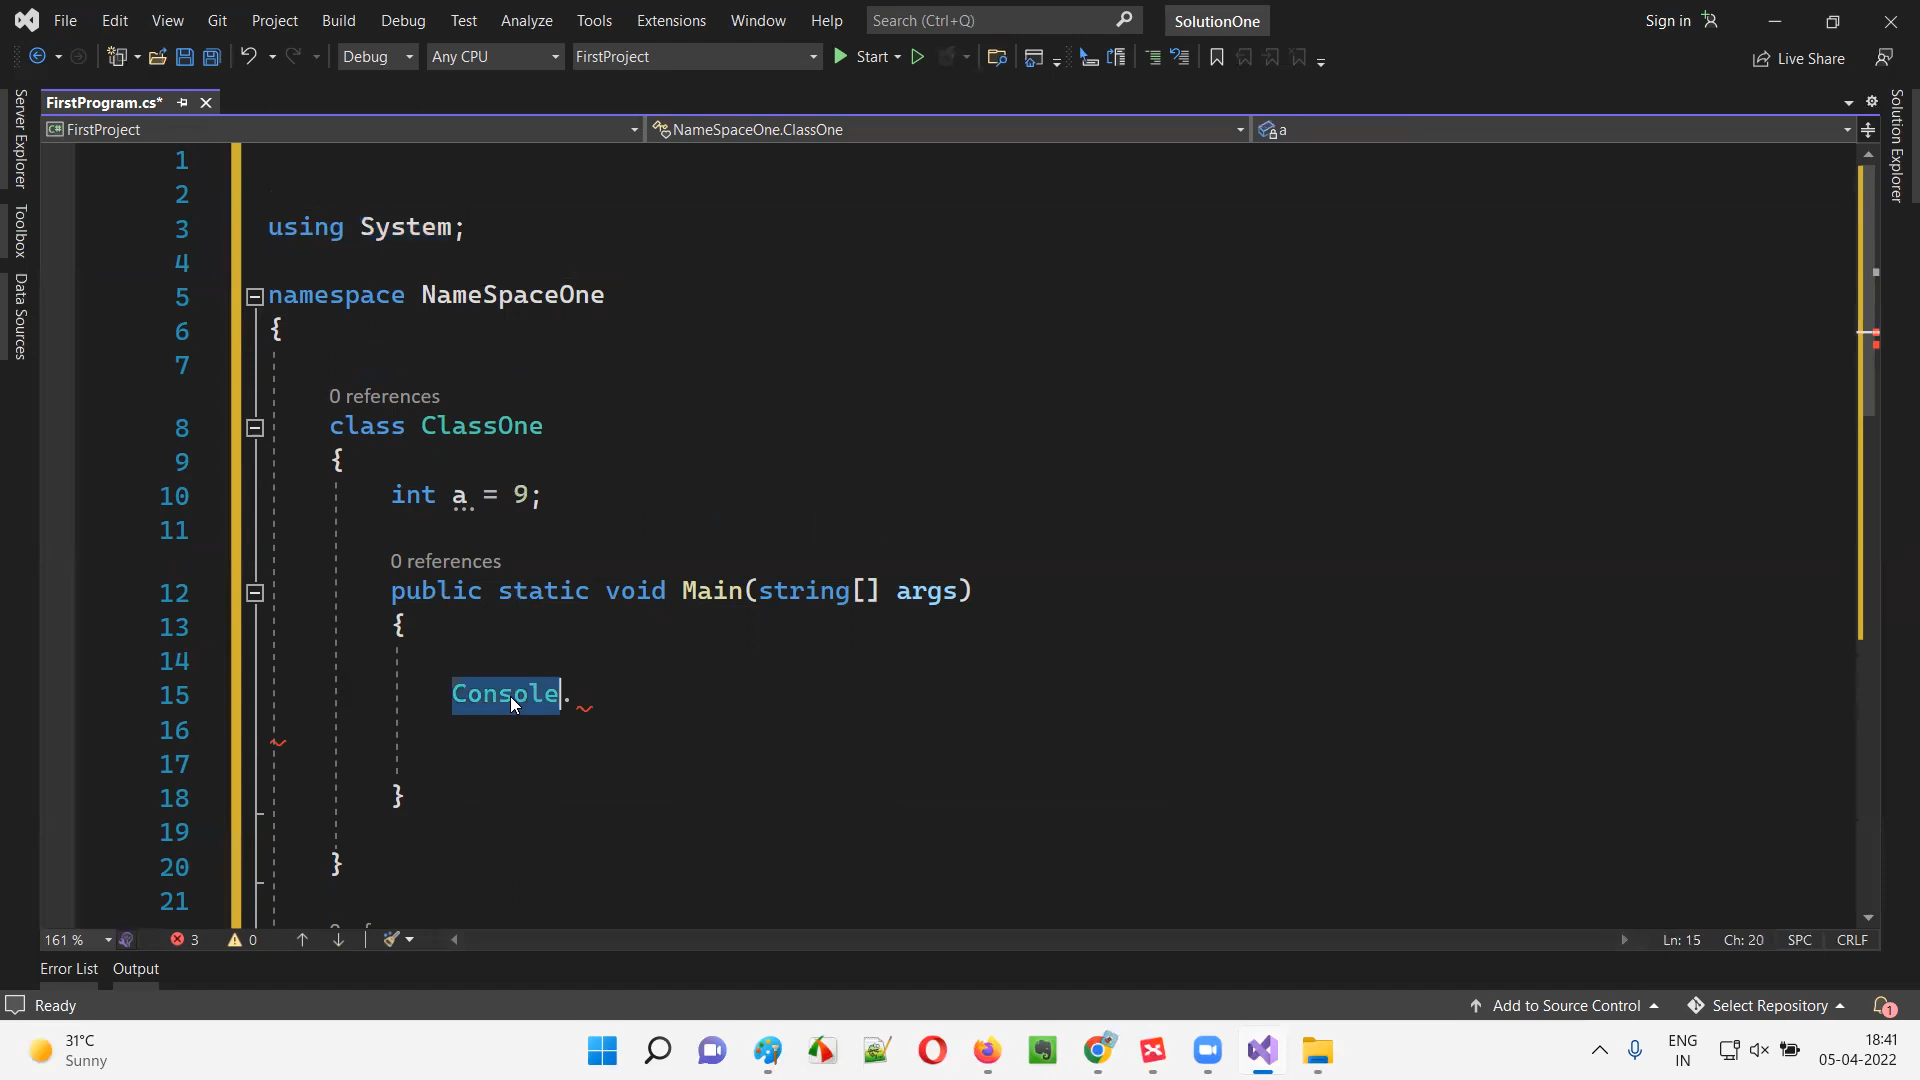 File Edit View Git Project Build Debug Test Analyze Tools Extensions Window Help Search (Ctrl+Q) SolutionOne Sign in
Debug Any CPU FirstProject Start Live Share
Server Explorer
Toolbox
Data Sources
Solution Explorer
FirstProgram.cs*
C# FirstProject NameSpaceOne.ClassOne a
1
2
3 using System;
4
5 namespace NameSpaceOne
6 {
7
0 references
8 class ClassOne
9 {
10 int a = 9;
11
0 references
12 public static void Main(string[] args)
13 {
14
15 Console.
16
17
18 }
19
20 }
21
161 % 3 0 Ln: 15 Ch: 20 SPC CRLF
Error List Output
Ready Add to Source Control Select Repository 1
31°C
Sunny
ENG
IN
18:41
05-04-2022